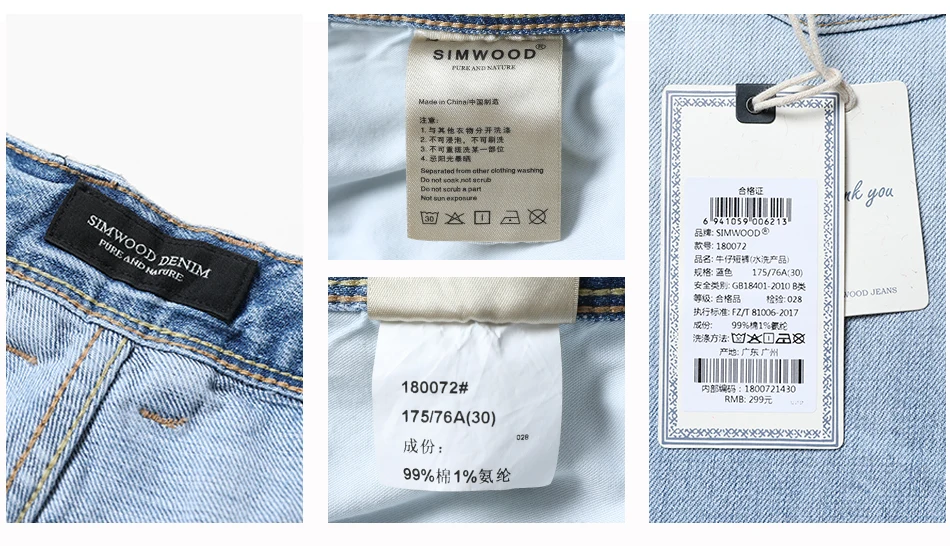 SIMWOOD DENIM
PURE AND NATURE
SIMWOOD®
PURE AND NATURE
Made in China/中国制造
注意:
1. 与其他衣物分开洗涤
2. 不可浸泡，不可刷洗
3. 不可重搓洗某一部位
4. 忌阳光暴晒
Separated from other clothing washing
Do not soak,not scrub
Do not scrub a part
Not sun exposure
30
180072#
175/76A(30)
成份:
028
99%棉1%氨纶
合格证
6 941059 006213
品牌: SIMWOOD®
款号: 180072
品名: 牛仔短裤(水洗产品)
规格: 蓝色 175/76A(30)
安全类别: GB18401-2010 B类
等级: 合格品 检验: 028
执行标准: FZ/T 81006-2017
成份: 99%棉1%氨纶
洗涤方法:
产地: 广东 广州
内部编码: 1800721430
RMB: 299元
you
JEANS